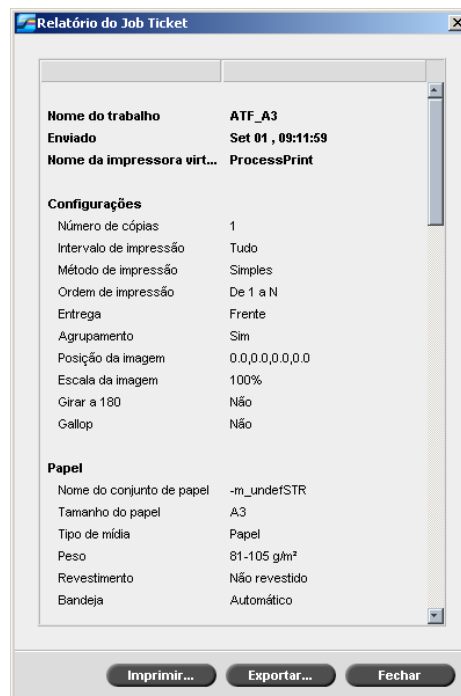 Relatório do Job Ticket
Nome do trabalho ATF_A3
Enviado Set 01 , 09:11:59
Nome da impressora virt... ProcessPrint
Configurações
Número de cópias 1
Intervalo de impressão Tudo
Método de impressão Simples
Ordem de impressão De 1 a N
Entrega Frente
Agrupamento Sim
Posição da imagem 0.0,0.0,0.0,0.0
Escala da imagem 100%
Girar a 180 Não
Gallop Não
Papel
Nome do conjunto de papel -m_undefSTR
Tamanho do papel A3
Tipo de mídia Papel
Peso 81-105 g/m²
Revestimento Não revestido
Bandeja Automático
Imprimir... Exportar... Fechar